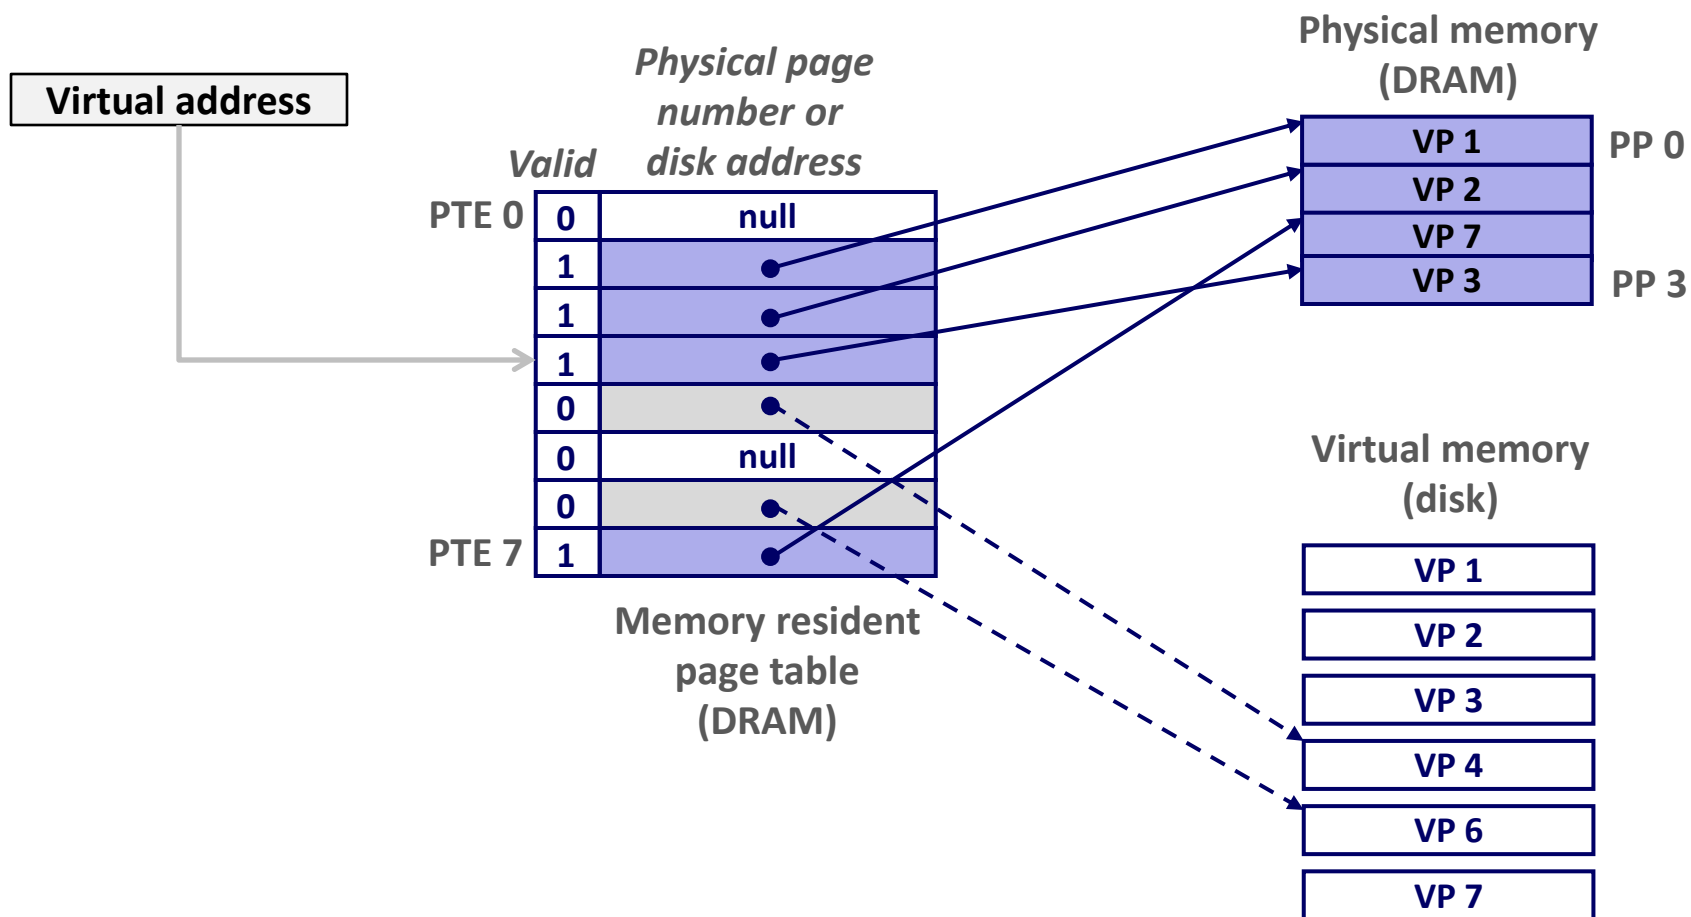 Virtual address
Physical page
number or
disk address
Valid
PTE 0
0
null
1
1
1
0
0
null
0
PTE 7
1
Memory resident
page table
(DRAM)
Physical memory
(DRAM)
VP 1
PP 0
VP 2
VP 7
VP 3
PP 3
Virtual memory
(disk)
VP 1
VP 2
VP 3
VP 4
VP 6
VP 7